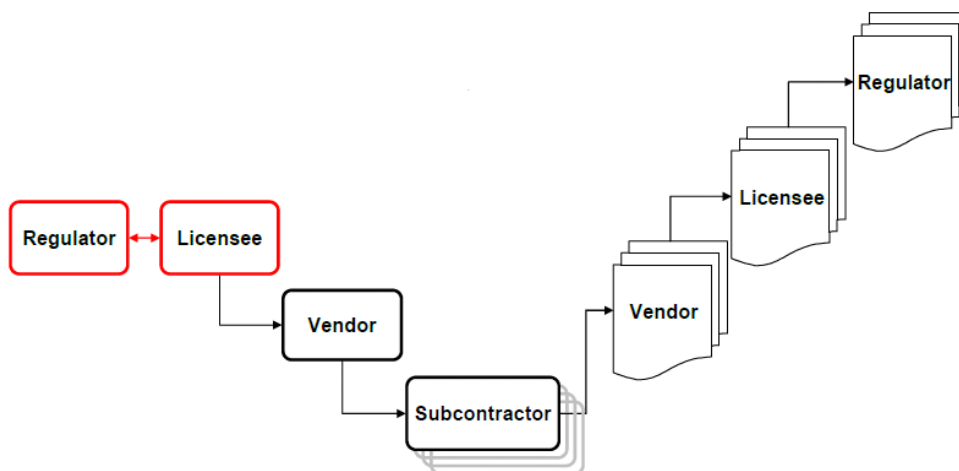 Regulator
Licensee
Vendor
Subcontractor
Vendor
Licensee
Regulator